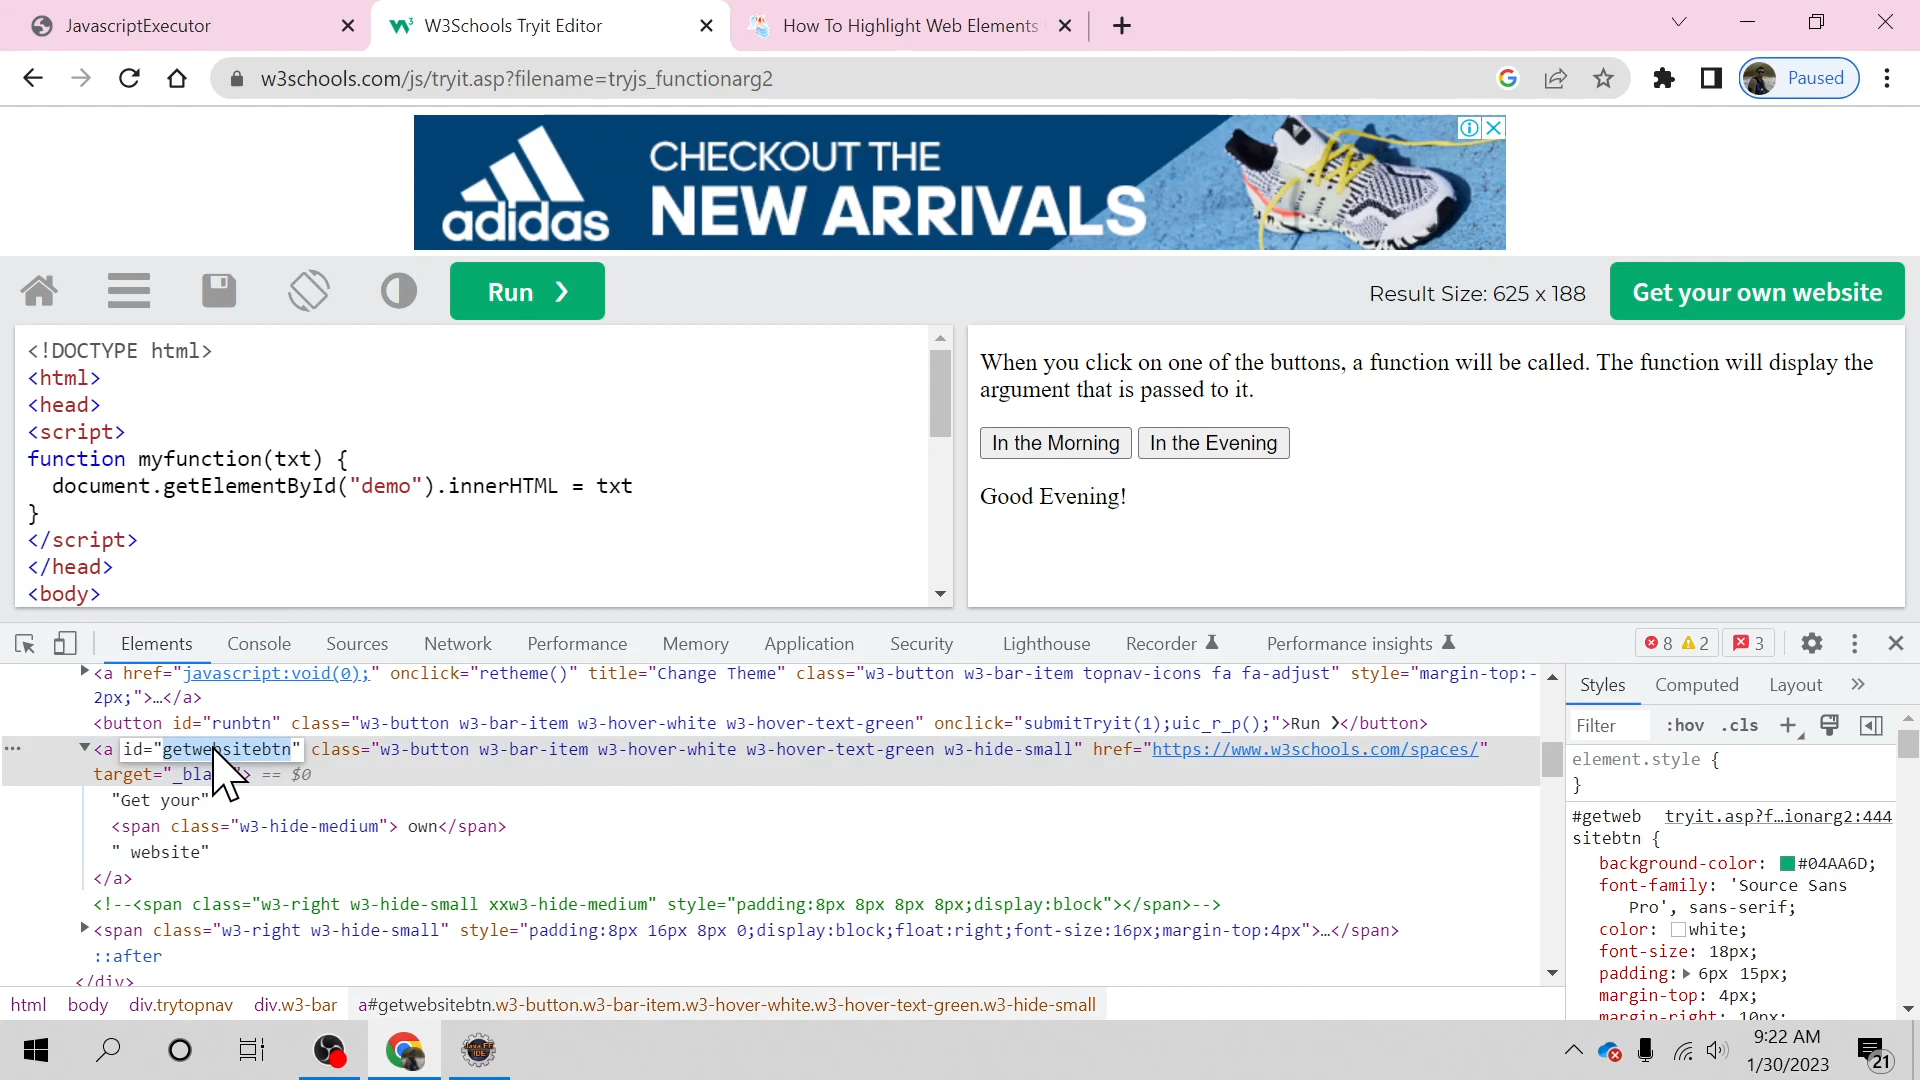 JavascriptExecutor
W3Schools Tryit Editor
How To Highlight Web Elements
w3schools.com/js/tryit.asp?filename=tryjs_functionarg2
Paused
adidas
CHECKOUT THE
NEW ARRIVALS
Run ❯
Result Size: 625 x 188
Get your own website
<!DOCTYPE html>
<html>
<head>
<script>
function myfunction(txt) {
document.getElementById("demo").innerHTML = txt
}
</script>
</head>
<body>
When you click on one of the buttons, a function will be called. The function will display the
argument that is passed to it.
In the Morning
In the Evening
Good Evening!
Elements
Console
Sources
Network
Performance
Memory
Application
Security
Lighthouse
Recorder
Performance insights
8
2
3
<a href="javascript:void(0);" onclick="retheme()" title="Change Theme" class="w3-button w3-bar-item topnav-icons fa fa-adjust" style="margin-top:-
2px;">…</a>
<button id="runbtn" class="w3-button w3-bar-item w3-hover-white w3-hover-text-green" onclick="submitTryit(1);uic_r_p();">Run ❯</button>
<a id="getwebsitebtn" class="w3-button w3-bar-item w3-hover-white w3-hover-text-green w3-hide-small" href="https://www.w3schools.com/spaces/"
target="_bla > == $0
"Get your"
<span class="w3-hide-medium"> own</span>
" website"
</a>
<!--<span class="w3-right w3-hide-small xxw3-hide-medium" style="padding:8px 8px 8px 8px;display:block"></span>-->
<span class="w3-right w3-hide-small" style="padding:8px 16px 8px 0;display:block;float:right;font-size:16px;margin-top:4px">…</span>
::after
</div>
html
body
div.trytopnav
div.w3-bar
a#getwebsitebtn.w3-button.w3-bar-item.w3-hover-white.w3-hover-text-green.w3-hide-small
Styles
Computed
Layout
»
Filter
:hov
.cls
element.style {
}
#getweb tryit.asp?f…ionarg2:444
sitebtn {
background-color: #04AA6D;
font-family: 'Source Sans
Pro', sans-serif;
color: white;
font-size: 18px;
padding: 6px 15px;
margin-top: 4px;
margin-right: 10px;
Java EE
IDE
9:22 AM
1/30/2023
21